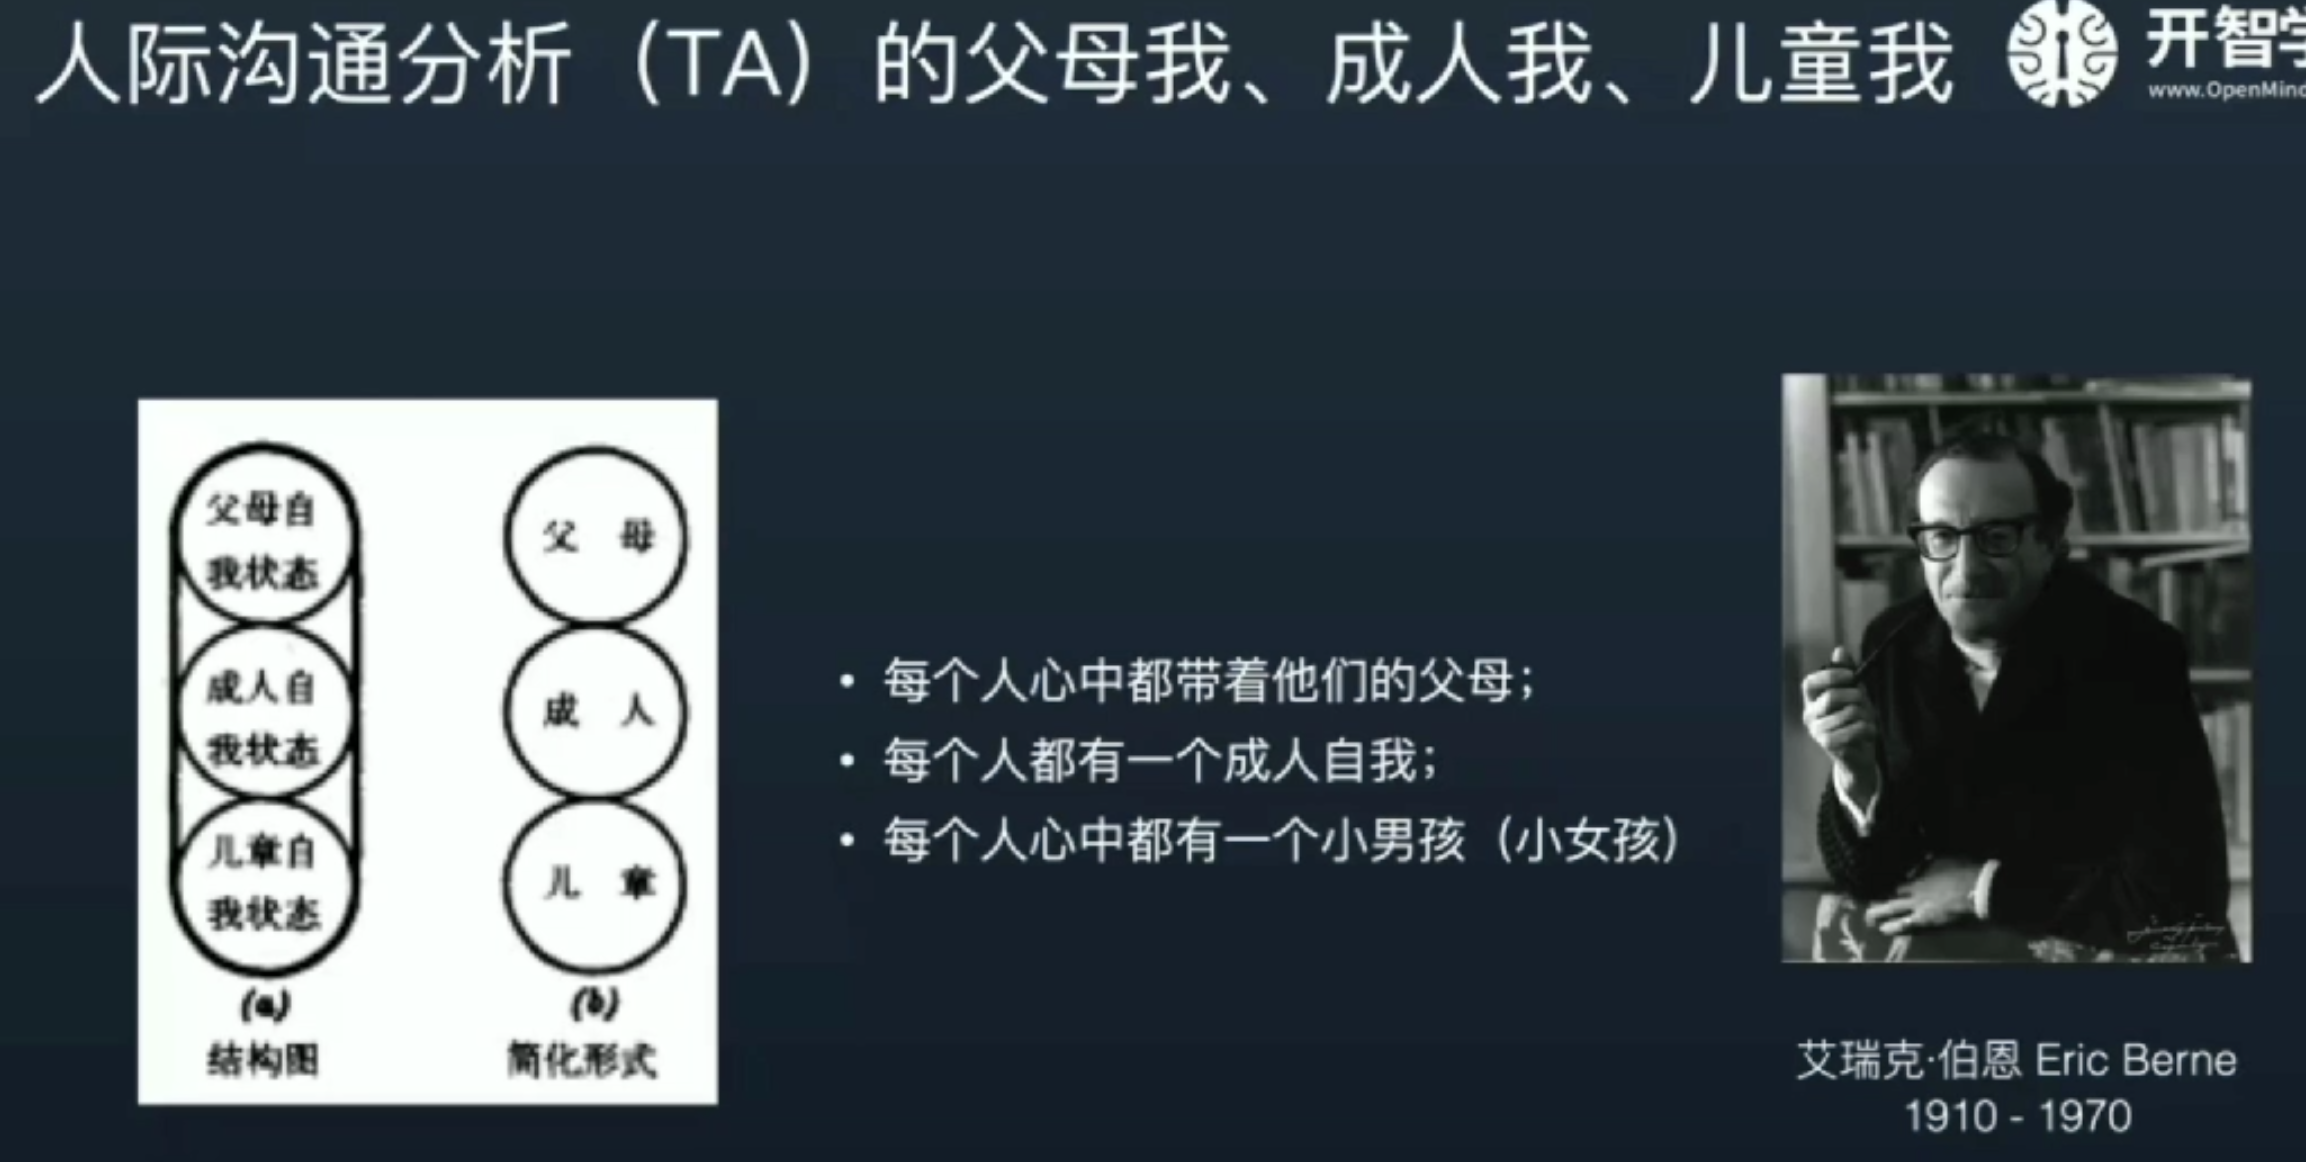 人际沟通分析（TA）的父母我、成人我、儿童我
开智学
www.OpenMind
父母自
我状态
成人自
我状态
儿童自
我状态
(a)
结构图
父 母
成 人
儿 童
(b)
简化形式
• 每个人心中都带着他们的父母；
• 每个人都有一个成人自我；
• 每个人心中都有一个小男孩（小女孩）
艾瑞克·伯恩 Eric Berne
1910 - 1970